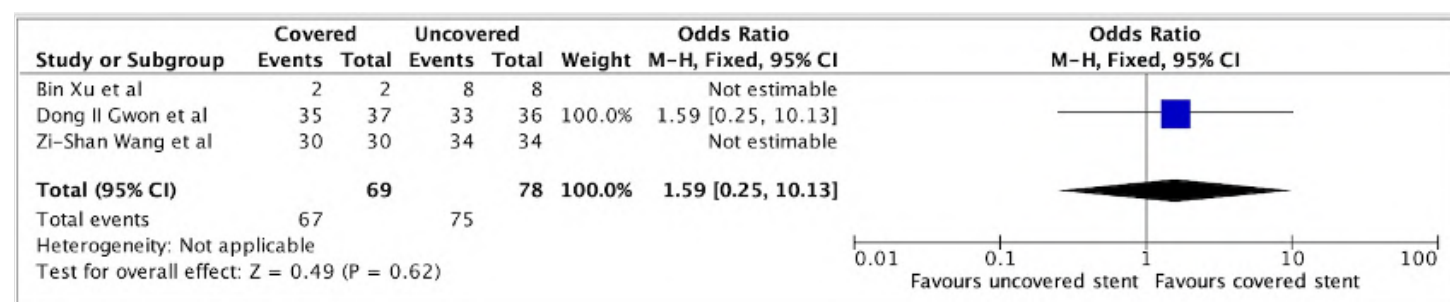 Covered Uncovered Odds Ratio Odds Ratio
Study or Subgroup Events Total Events Total Weight M-H, Fixed, 95% CI M-H, Fixed, 95% CI
Bin Xu et al 2 2 8 8 Not estimable
Dong Il Gwon et al 35 37 33 36 100.0% 1.59 [0.25, 10.13]
Zi-Shan Wang et al 30 30 34 34 Not estimable
Total (95% CI) 69 78 100.0% 1.59 [0.25, 10.13]
Total events 67 75
Heterogeneity: Not applicable
Test for overall effect: Z = 0.49 (P = 0.62)
0.01 0.1 1 10 100
Favours uncovered stent Favours covered stent